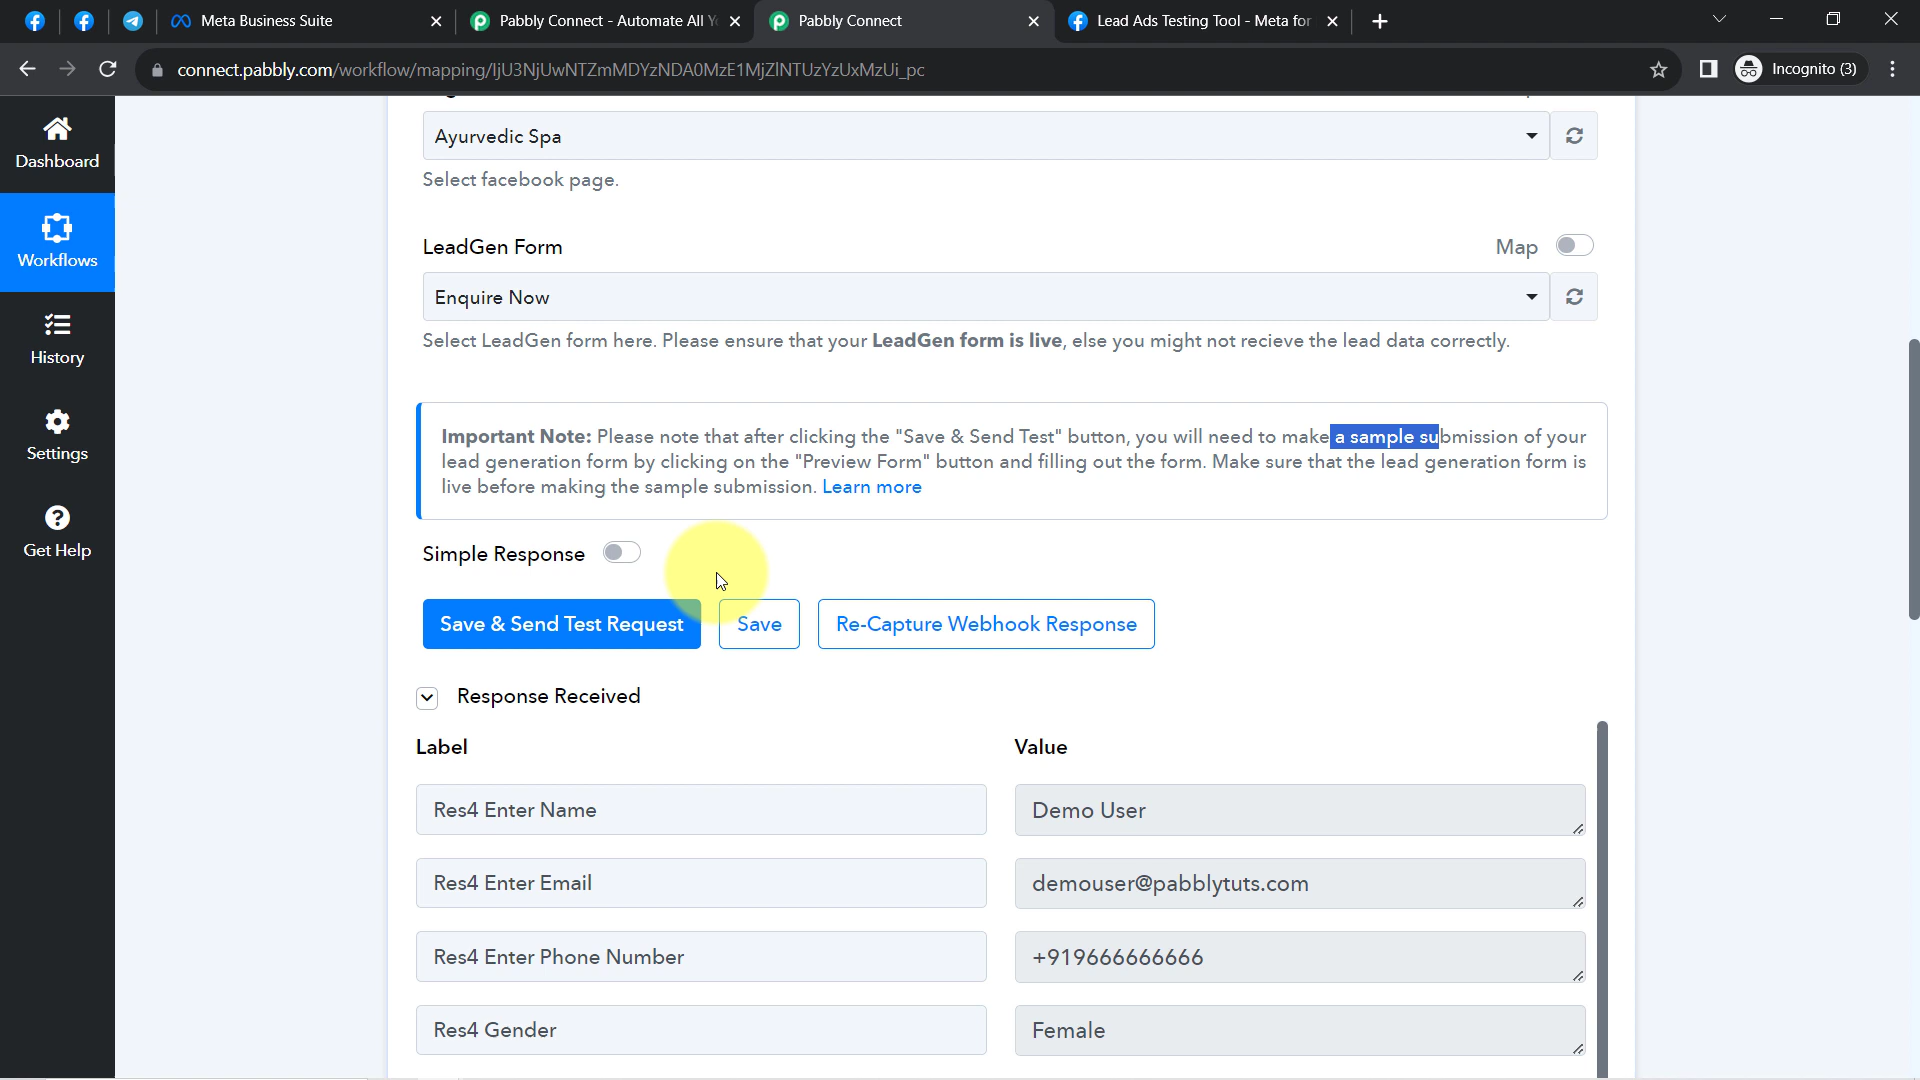 Meta Business Suite
Pabbly Connect - Automate All Y
Pabbly Connect
Lead Ads Testing Tool - Meta for
connect.pabbly.com/workflow/mapping/IjU3NjUwNTZmMDYzNDA0MzE1MjZlNTUzYzUxMzUi_pc
Incognito (3)
Dashboard
Workflows
History
Settings
Get Help
Ayurvedic Spa
Select facebook page.
LeadGen Form
Map
Enquire Now
Select LeadGen form here. Please ensure that your LeadGen form is live, else you might not recieve the lead data correctly.
Important Note: Please note that after clicking the "Save & Send Test" button, you will need to make a sample submission of your
lead generation form by clicking on the "Preview Form" button and filling out the form. Make sure that the lead generation form is
live before making the sample submission. Learn more
Simple Response
Save & Send Test Request
Save
Re-Capture Webhook Response
Response Received
Label
Value
Res4 Enter Name
Demo User
Res4 Enter Email
demouser@pabblytuts.com
Res4 Enter Phone Number
+919666666666
Res4 Gender
Female